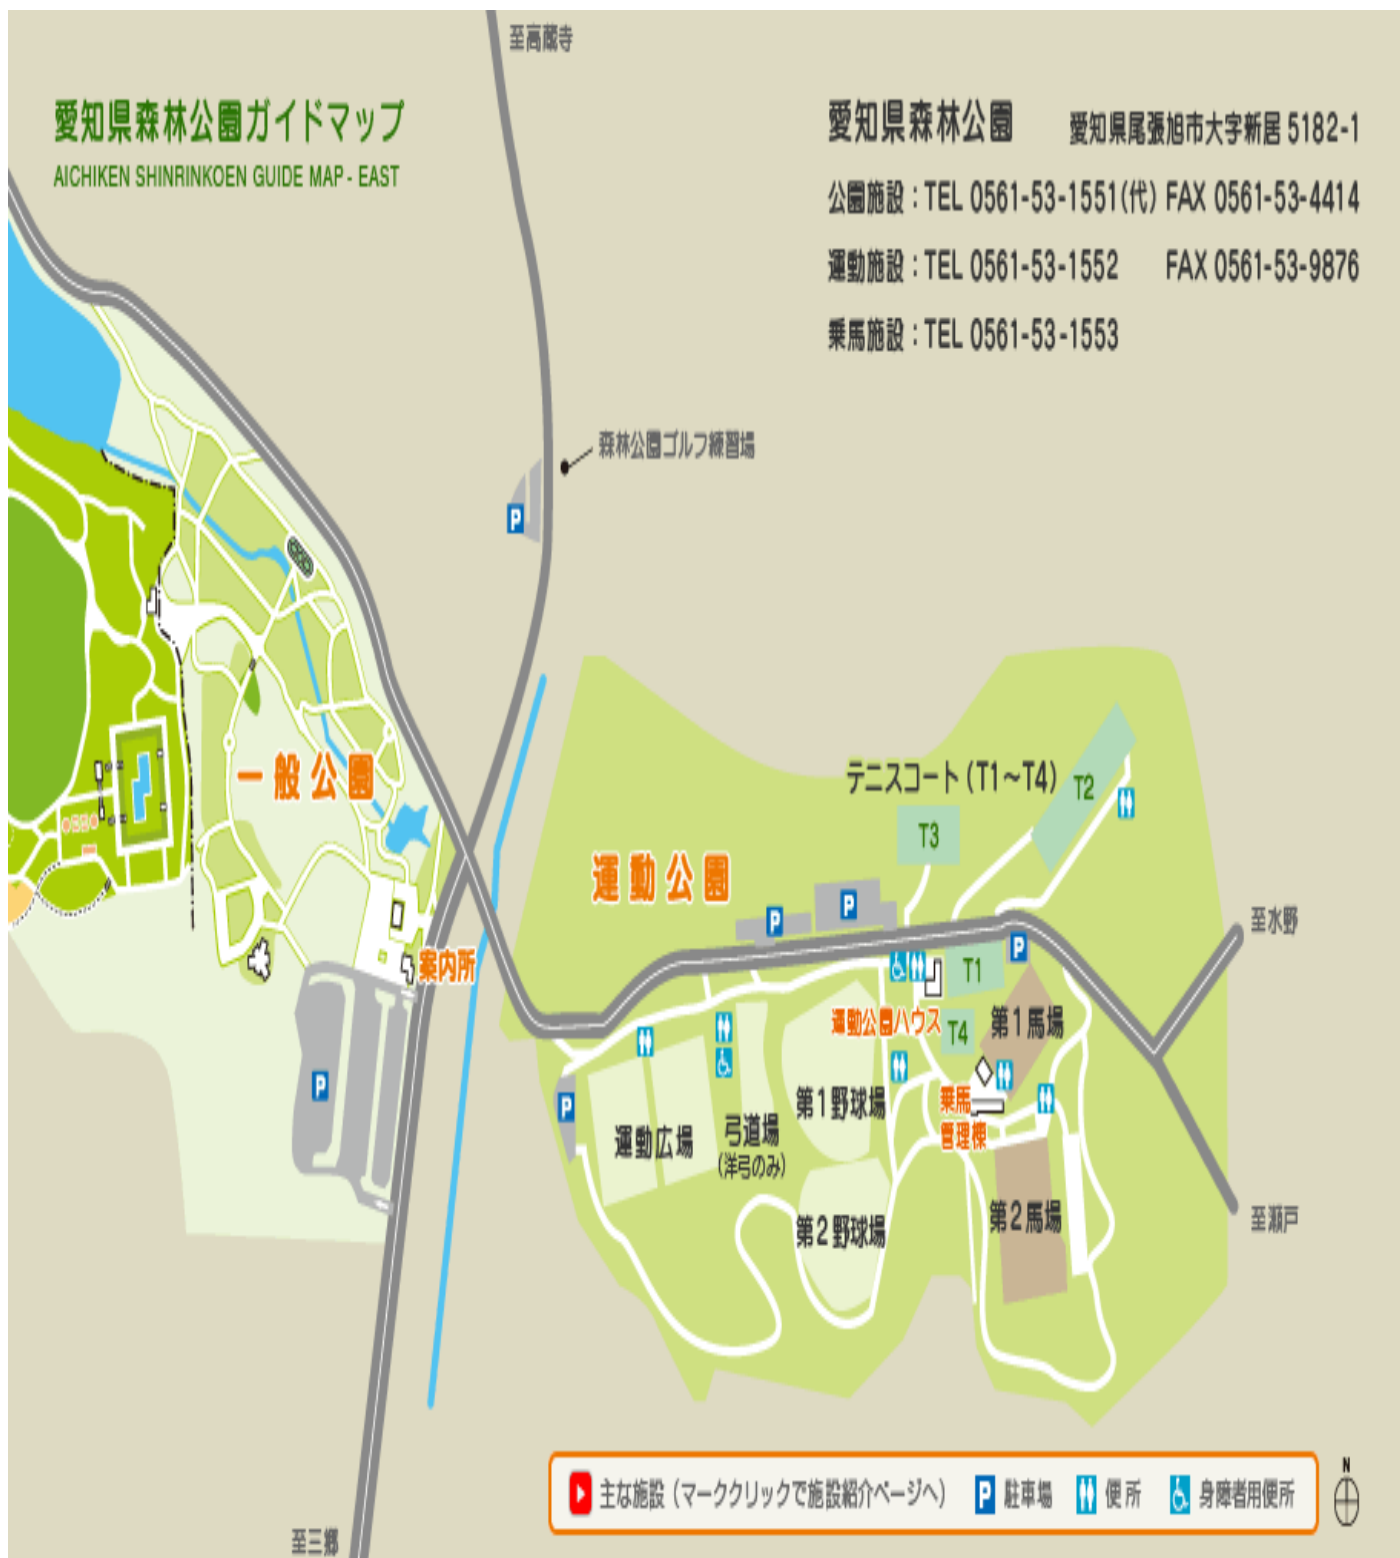 至高蔵寺
愛知県森林公園ガイドマップ
AICHIKEN SHINRINKOEN GUIDE MAP - EAST
愛知県森林公園 愛知県尾張旭市大字新居 5182-1
公園施設：TEL 0561-53-1551(代) FAX 0561-53-4414
運動施設：TEL 0561-53-1552 FAX 0561-53-9876
乗馬施設：TEL 0561-53-1553
森林公園ゴルフ練習場
P
一般公園
テニスコート（T1～T4）
T2
T3
運動公園
P
P
至水野
案内所
P
T1
運動公園ハウス
T4
第1馬場
P
P
第1野球場
乗馬
管理棟
運動広場
弓道場
（洋弓のみ）
第2野球場
第2馬場
至瀬戸
N
主な施設（マーククリックで施設紹介ページへ） P 駐車場 便所 身障者用便所
至三郷